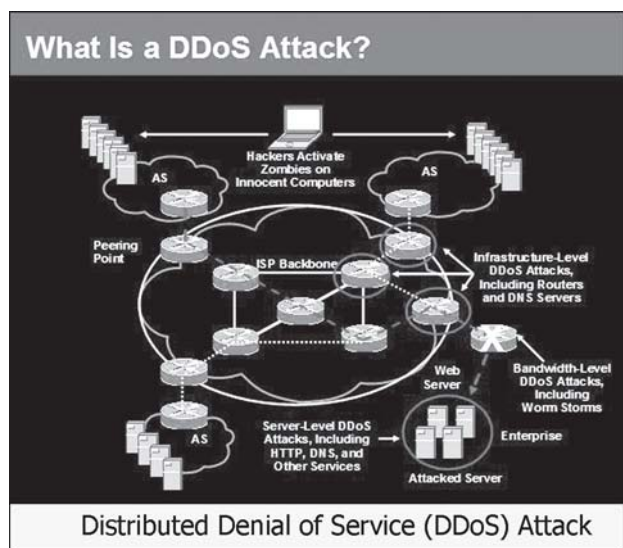 What Is a DDoS Attack?
Hackers Activate
Zombies on
Innocent Computers
AS
AS
Peering
Point
ISP Backbone
Infrastructure-Level
DDoS Attacks,
Including Routers
and DNS Servers
Bandwidth-Level
DDoS Attacks,
Including
Worm Storms
Web
Server
Server-Level DDoS
Attacks, Including
HTTP, DNS, and
Other Services
Enterprise
Attacked Server
AS
Distributed Denial of Service (DDoS) Attack